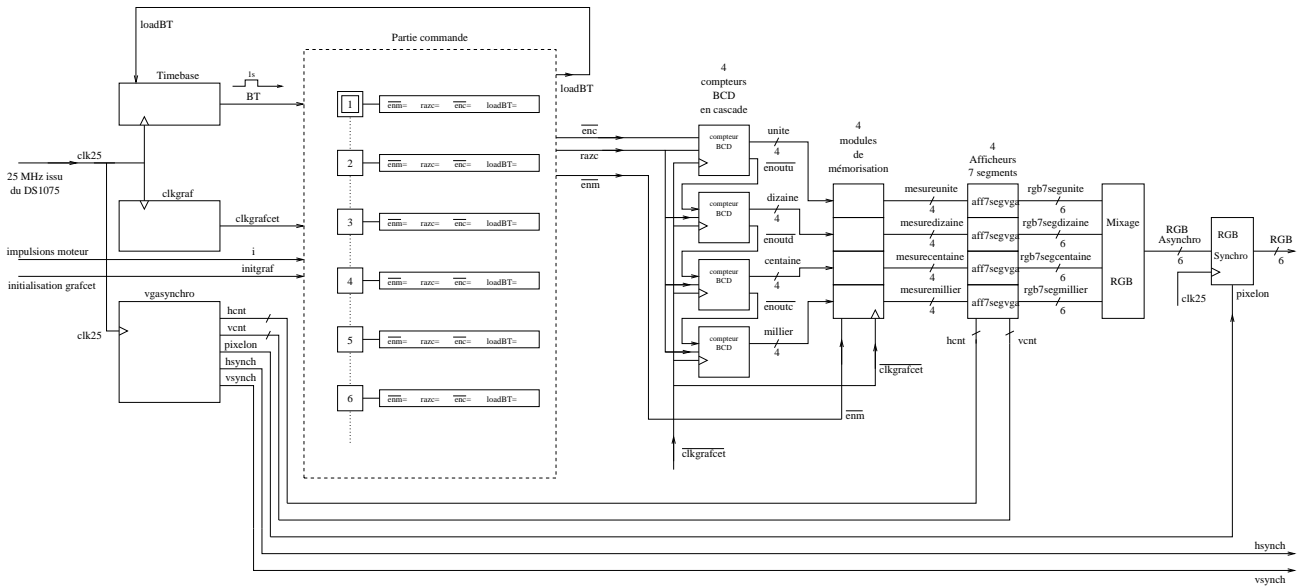 loadBT
Partie commande
Timebase
1s
BT
loadBT
clk25
25 MHz issu
du DS1075
clkgraf
clkgrafcet
impulsions moteur
i
initgraf
initialisation grafcet
vgasynchro
clk25
hcnt
vcnt
pixelon
hsynch
vsynch
1
enm= razc= enc= loadBT=
2
enm= razc= enc= loadBT=
3
enm= razc= enc= loadBT=
4
enm= razc= enc= loadBT=
5
enm= razc= enc= loadBT=
6
enm= razc= enc= loadBT=
enc
razc
enm
4
compteurs
BCD
en cascade
compteur
BCD
compteur
BCD
compteur
BCD
compteur
BCD
unite
4
enoutu
dizaine
4
enoutd
centaine
4
enoutc
millier
4
clkgrafcet
4
modules
de
mémorisation
clkgrafcet
enm
mesureunite
4
mesuredizaine
4
mesurecentaine
4
mesuremillier
4
4
Afficheurs
7 segments
aff7segvga
aff7segvga
aff7segvga
aff7segvga
hcnt
vcnt
rgb7segunite
6
rgb7segdizaine
6
rgb7segcentaine
6
rgb7segmillier
6
Mixage
RGB
RGB
Asynchro
6
clk25
RGB
Synchro
pixelon
RGB
6
hsynch
vsynch